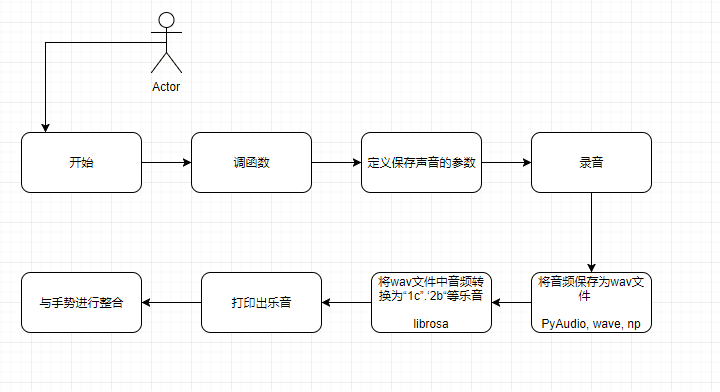 Actor
开始
调函数
定义保存声音的参数
录音
将音频保存为wav文
件
PyAudio, wave, np
将wav文件中音频转
换为“1c”.‘2b“等乐音
librosa
打印出乐音
与手势进行整合